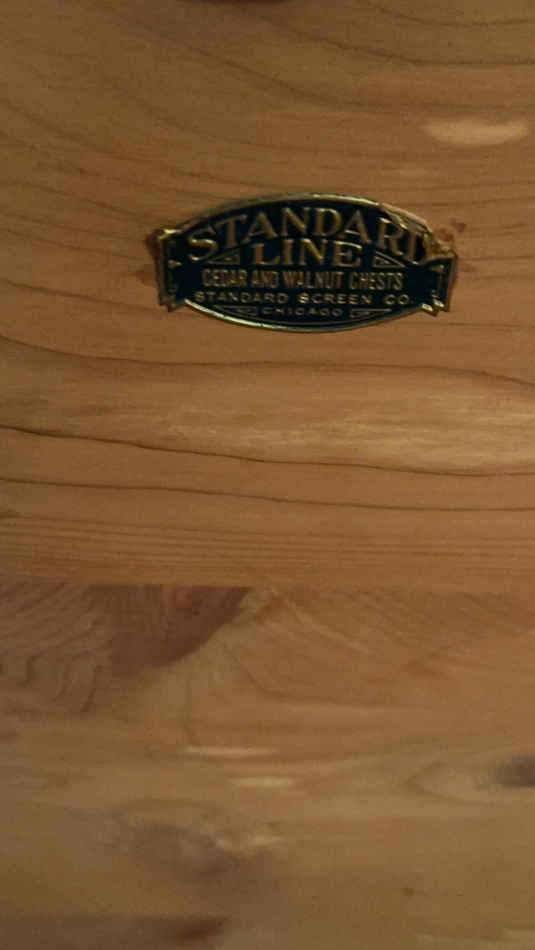 STANDARD
LINE
CEDAR AND WALNUT CHESTS
STANDARD SCREEN CO.
CHICAGO